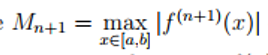 e $M_{n+1} = \max_{x \in [a,b]} |f^{(n+1)}(x)|$